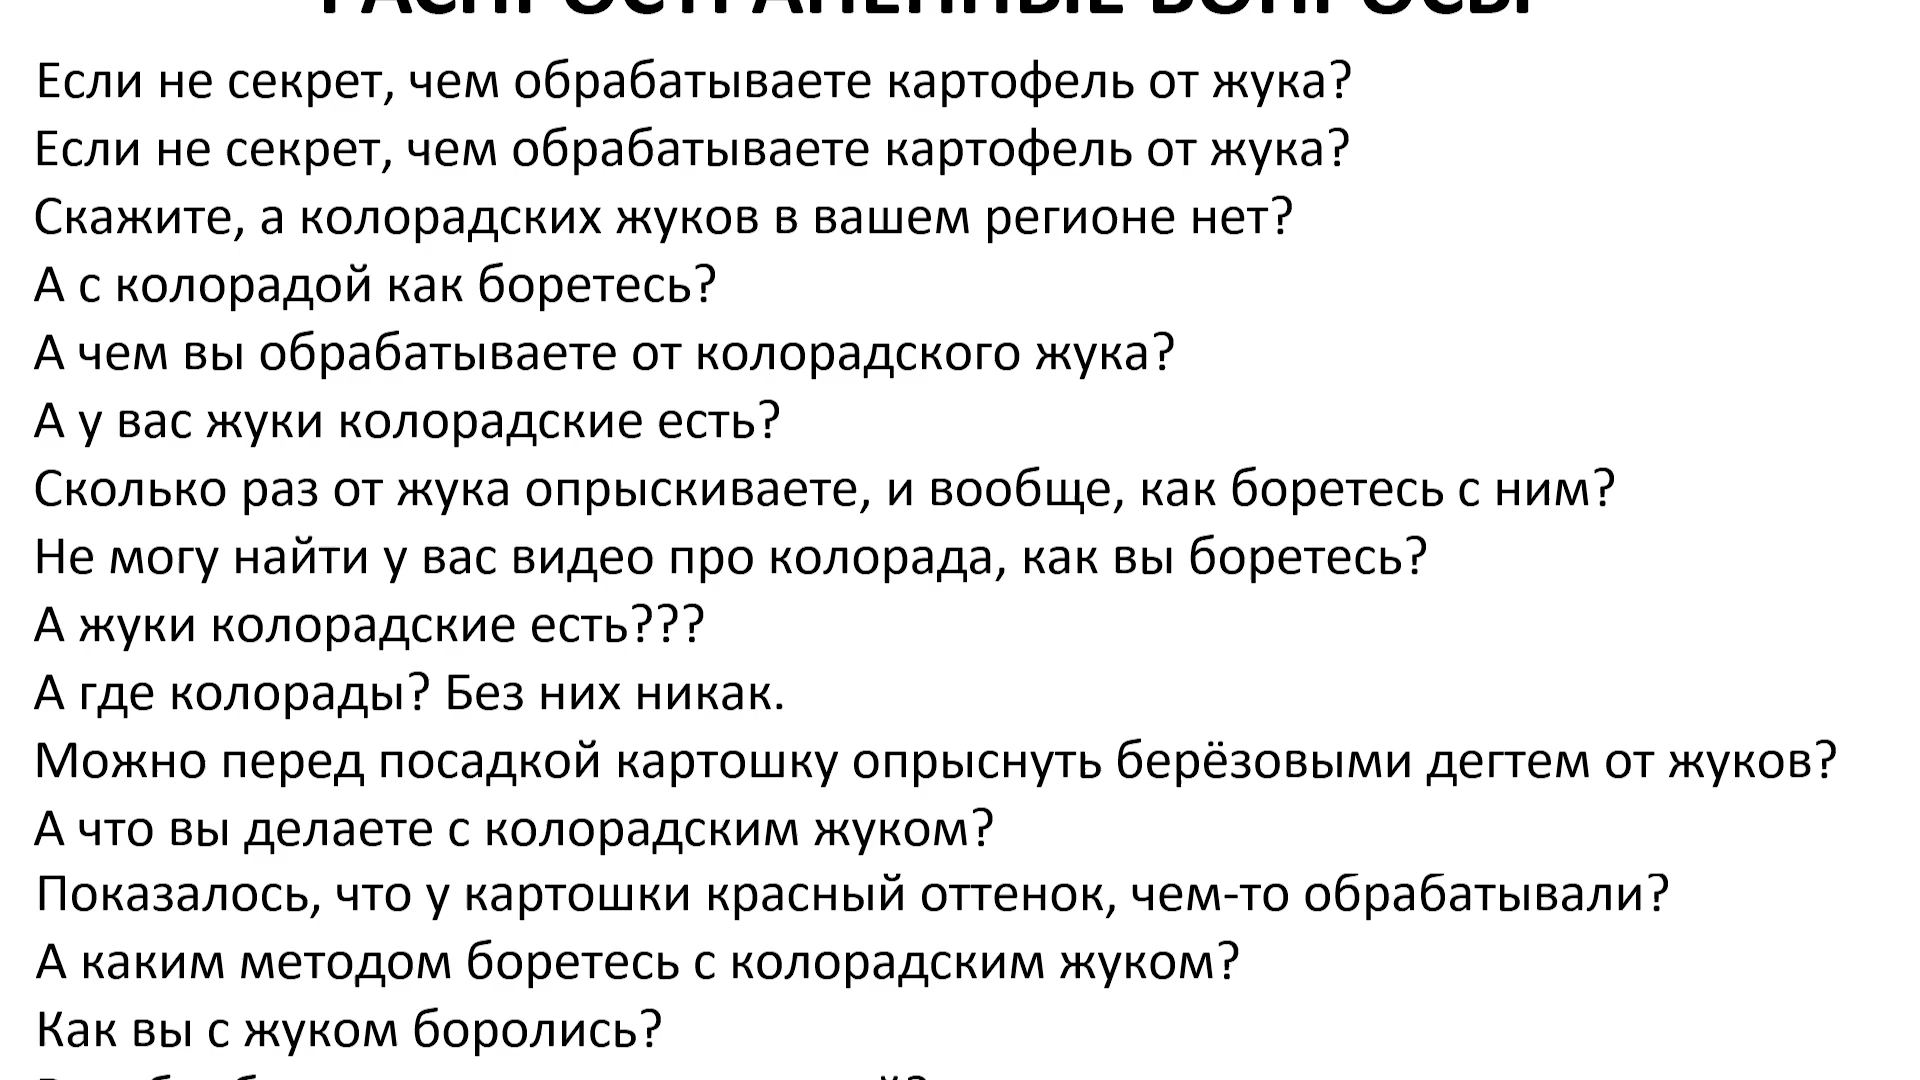 РАСПРОСТРАНЕННЫЕ ВОПРОСЫ
Если не секрет, чем обрабатываете картофель от жука?
Если не секрет, чем обрабатываете картофель от жука?
Скажите, а колорадских жуков в вашем регионе нет?
А с колорадой как боретесь?
А чем вы обрабатываете от колорадского жука?
А у вас жуки колорадские есть?
Сколько раз от жука опрыскиваете, и вообще, как боретесь с ним?
Не могу найти у вас видео про колорада, как вы боретесь?
А жуки колорадские есть???
А где колорады? Без них никак.
Можно перед посадкой картошку опрыснуть берёзовыми дегтем от жуков?
А что вы делаете с колорадским жуком?
Показалось, что у картошки красный оттенок, чем-то обрабатывали?
А каким методом боретесь с колорадским жуком?
Как вы с жуком боролись?